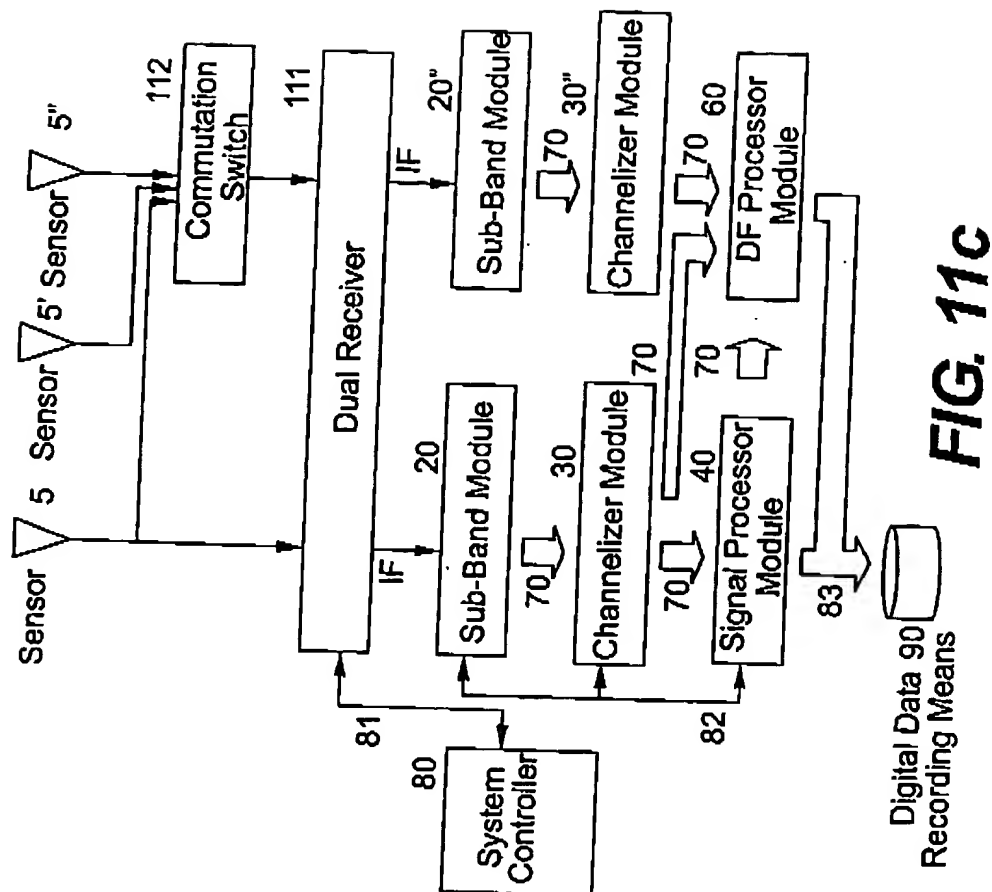 Sensor 5 Sensor 5' Sensor 5"
112
Commutation
Switch
111
Dual Receiver
IF
IF
20
Sub-Band Module
20"
Sub-Band Module
70
70
30
Channelizer Module
30"
Channelizer Module
70
70
70
40
Signal Processor
Module
70
60
DF Processor
Module
80
System
Controller
81
82
83
Digital Data 90
Recording Means
FIG. 11c